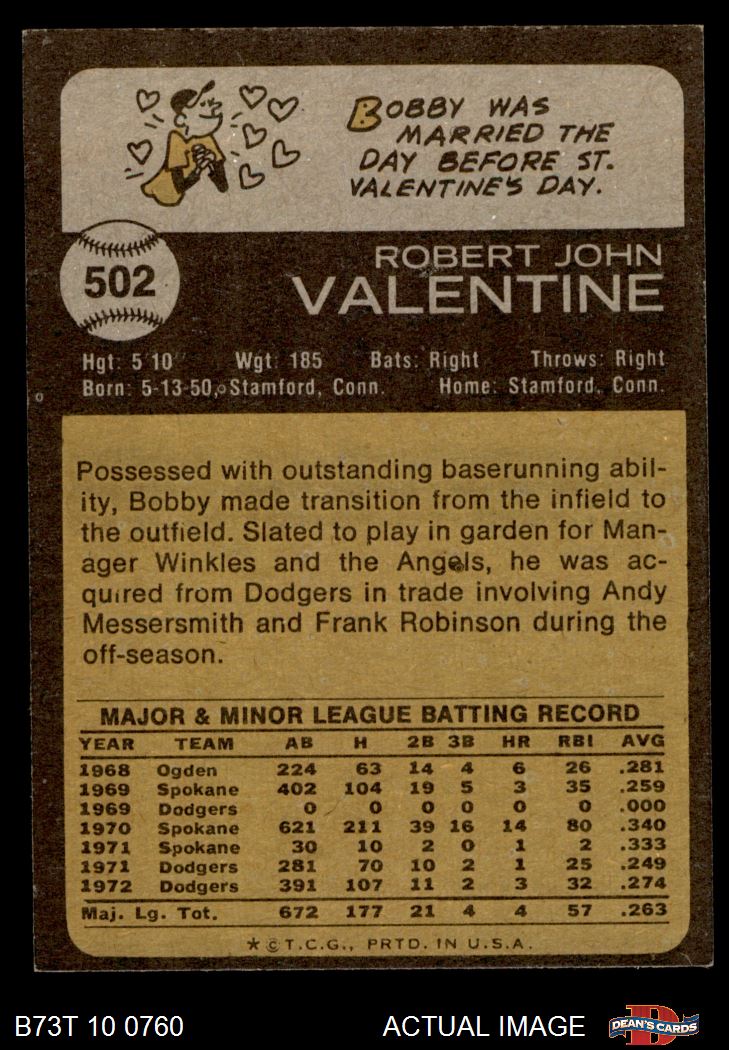 BOBBY WAS
MARRIED THE
DAY BEFORE ST.
VALENTINE'S DAY.
502
ROBERT JOHN
VALENTINE
Hgt: 5 10 Wgt: 185 Bats: Right Throws: Right
Born: 5-13-50, Stamford, Conn. Home: Stamford, Conn.
Possessed with outstanding baserunning abil-
ity, Bobby made transition from the infield to
the outfield. Slated to play in garden for Man-
ager Winkles and the Angels, he was ac-
quired from Dodgers in trade involving Andy
Messersmith and Frank Robinson during the
off-season.
MAJOR & MINOR LEAGUE BATTING RECORD
YEAR TEAM AB H 2B 3B HR RBI AVG
1968 Ogden 224 63 14 4 6 26 .281
1969 Spokane 402 104 19 5 3 35 .259
1969 Dodgers 0 0 0 0 0 0 .000
1970 Spokane 621 211 39 16 14 80 .340
1971 Spokane 30 10 2 0 1 2 .333
1971 Dodgers 281 70 10 2 1 25 .249
1972 Dodgers 391 107 11 2 3 32 .274
Maj. Lg. Tot. 672 177 21 4 4 57 .263
* © T.C.G., PRTD. IN U.S.A.
B73T 10 0760 ACTUAL IMAGE DEAN'S CARDS